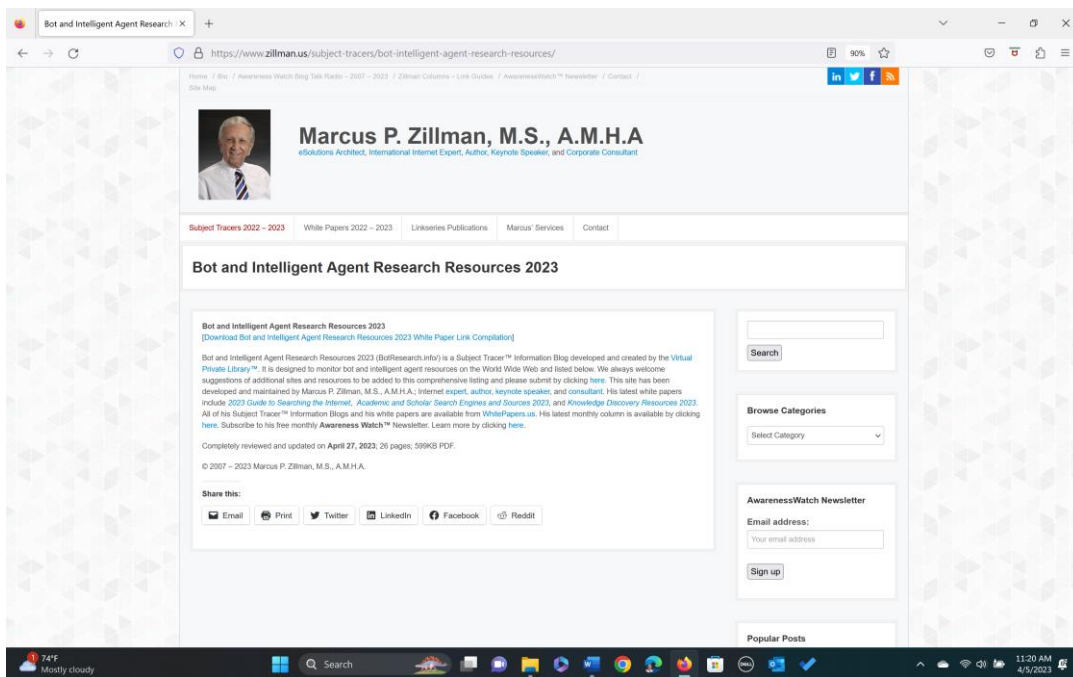 Bot and Intelligent Agent Research
https://www.zillman.us/subject-tracers/bot-intelligent-agent-research-resources/
90%
Home / Bio / Awareness Watch Blog Talk Radio – 2007 – 2023 / Zillman Columns – Link Guides / AwarenessWatch™ Newsletter / Contact /
Site Map
in
Marcus P. Zillman, M.S., A.M.H.A
eSolutions Architect, International Internet Expert, Author, Keynote Speaker, and Corporate Consultant
Subject Tracers 2022 – 2023 White Papers 2022 – 2023 Linkseries Publications Marcus' Services Contact
Bot and Intelligent Agent Research Resources 2023
Bot and Intelligent Agent Research Resources 2023
[Download Bot and Intelligent Agent Research Resources 2023 White Paper Link Compilation]
Bot and Intelligent Agent Research Resources 2023 (BotResearch.info/) is a Subject Tracer™ Information Blog developed and created by the Virtual
Private Library™. It is designed to monitor bot and intelligent agent resources on the World Wide Web and listed below. We always welcome
suggestions of additional sites and resources to be added to this comprehensive listing and please submit by clicking here. This site has been
developed and maintained by Marcus P. Zillman, M.S., A.M.H.A.; Internet expert, author, keynote speaker, and consultant. His latest white papers
include 2023 Guide to Searching the Internet, Academic and Scholar Search Engines and Sources 2023, and Knowledge Discovery Resources 2023.
All of his Subject Tracer™ Information Blogs and his white papers are available from WhitePapers.us. His latest monthly column is available by clicking
here. Subscribe to his free monthly Awareness Watch™ Newsletter. Learn more by clicking here.
Completely reviewed and updated on April 27, 2023; 26 pages; 599KB PDF.
© 2007 – 2023 Marcus P. Zillman, M.S., A.M.H.A.
Share this:
Email Print Twitter LinkedIn Facebook Reddit
Search
Browse Categories
Select Category
AwarenessWatch Newsletter
Email address:
Your email address
Sign up
Popular Posts
1
74°F
Mostly cloudy
Search
DELL
11:20 AM
4/5/2023